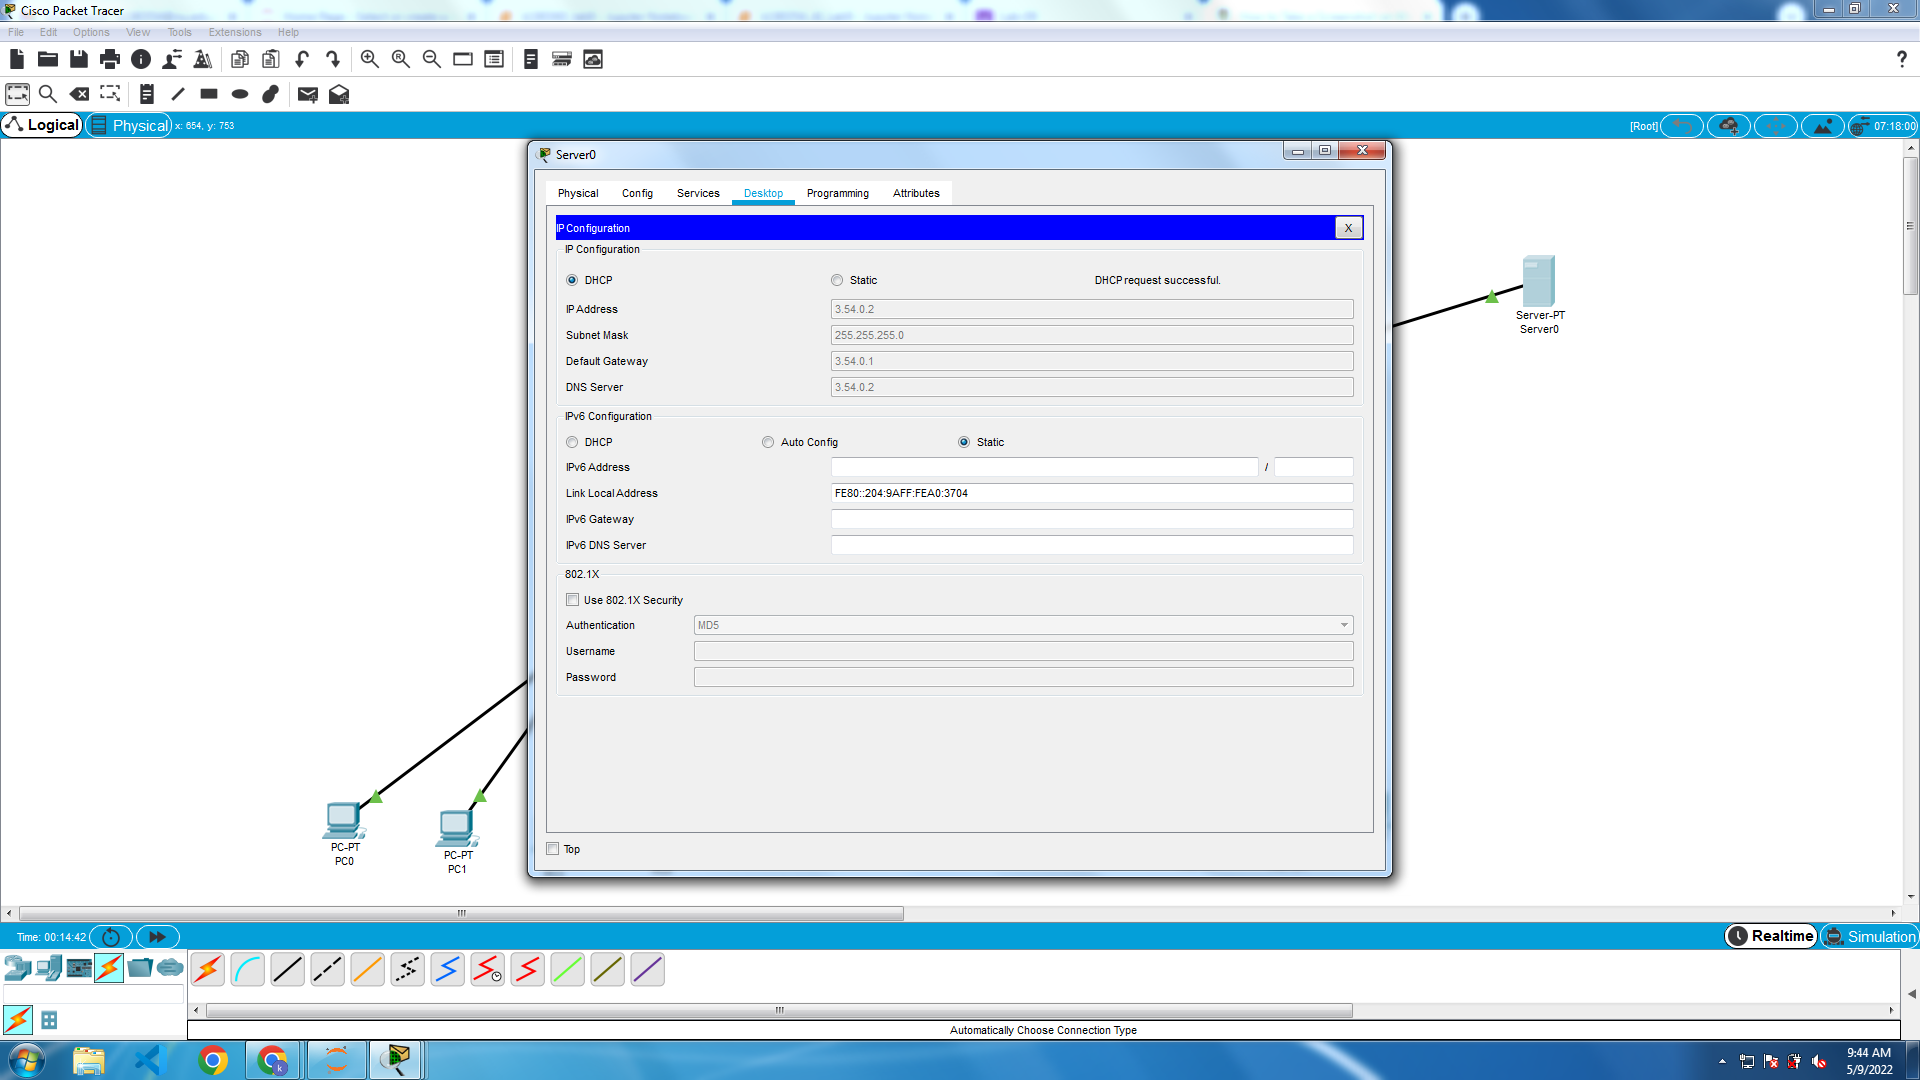 Cisco Packet Tracer
File Edit Options View Tools Extensions Help
?
Logical Physical x: 654, y: 753 [Root] 07:18:00
Server0
Physical Config Services Desktop Programming Attributes
IP Configuration X
IP Configuration
DHCP Static DHCP request successful.
IP Address 3.54.0.2
Subnet Mask 255.255.255.0
Default Gateway 3.54.0.1
DNS Server 3.54.0.2
IPv6 Configuration
DHCP Auto Config Static
IPv6 Address /
Link Local Address FE80::204:9AFF:FEA0:3704
IPv6 Gateway
IPv6 DNS Server
802.1X
Use 802.1X Security
Authentication MD5
Username
Password
Top
Server-PT
Server0
PC-PT
PC0
PC-PT
PC1
Time: 00:14:42 Realtime Simulation
Automatically Choose Connection Type
9:44 AM
5/9/2022